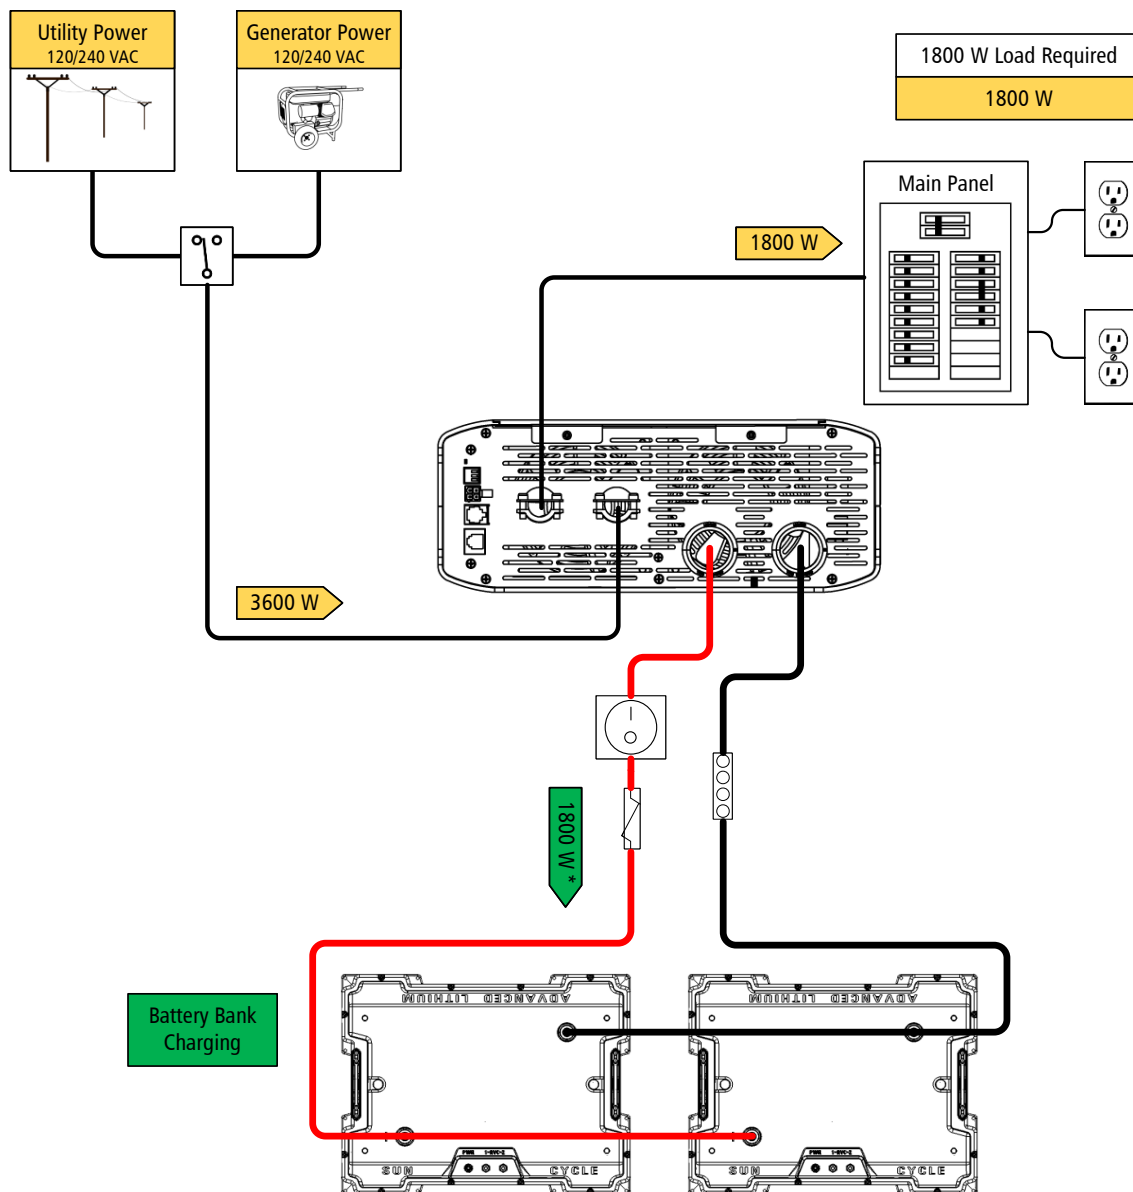 Utility Power
120/240 VAC
Generator Power
120/240 VAC
1800 W Load Required
1800 W
Main Panel
1800 W
3600 W
1800 W *
Battery Bank
Charging
ADVANCED LITHIUM
ADVANCED LITHIUM
SUN CYCLE
SUN CYCLE